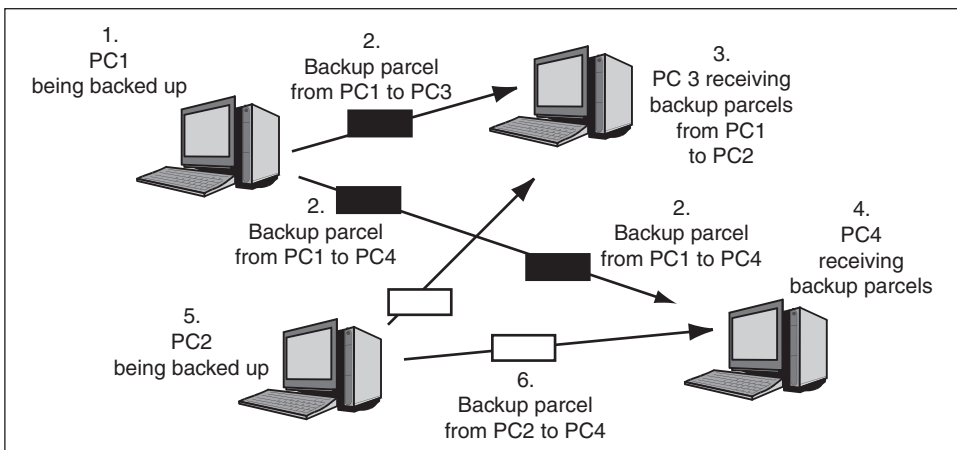 1.
PC1
being backed up
2.
Backup parcel
from PC1 to PC3
3.
PC 3 receiving
backup parcels
from PC1
to PC2
2.
Backup parcel
from PC1 to PC4
2.
Backup parcel
from PC1 to PC4
4.
PC4
receiving
backup parcels
5.
PC2
being backed up
6.
Backup parcel
from PC2 to PC4